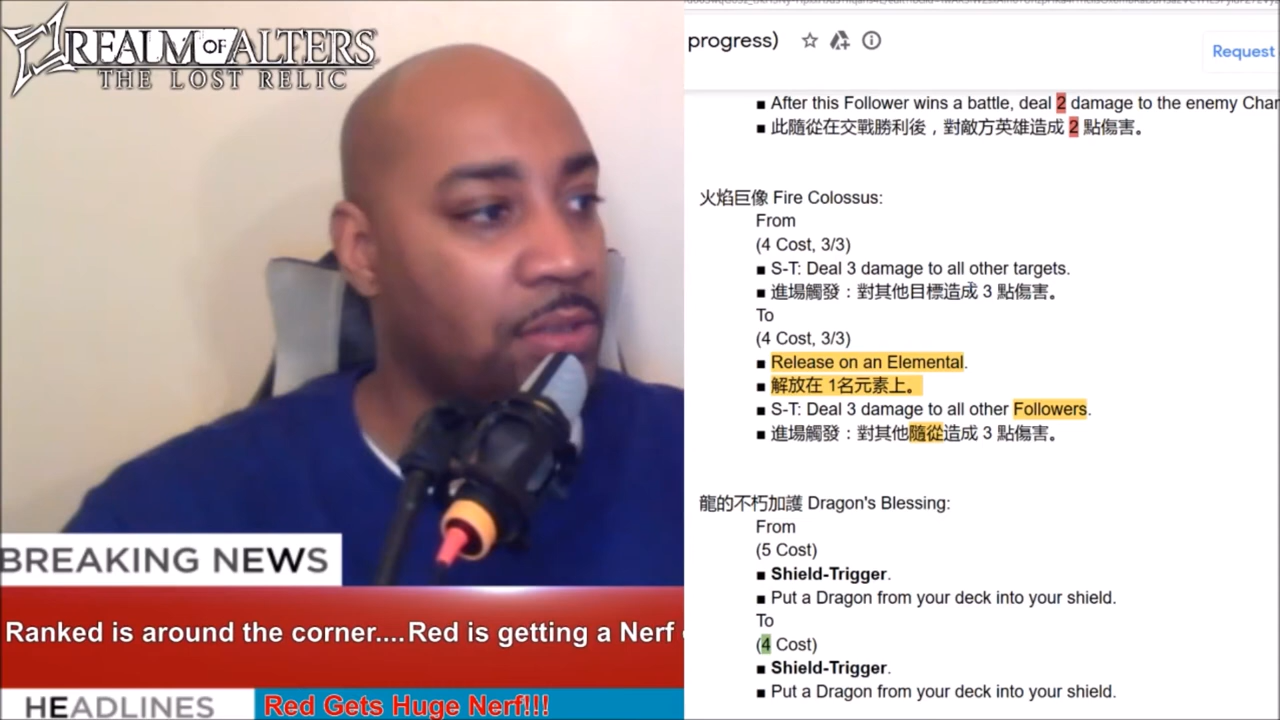 REALM OF ALTERS
THE LOST RELIC
BREAKING NEWS
Ranked is around the corner....Red is getting a Nerf
HEADLINES
Red Gets Huge Nerf!!!
progress)
Request
■ After this Follower wins a battle, deal 2 damage to the enemy Char
■ 此隨從在交戰勝利後，對敵方英雄造成 2 點傷害。
火焰巨像 Fire Colossus:
From
(4 Cost, 3/3)
■ S-T: Deal 3 damage to all other targets.
■ 進場觸發：對其他目標造成 3 點傷害。
To
(4 Cost, 3/3)
■ Release on an Elemental.
■ 解放在 1名元素上。
■ S-T: Deal 3 damage to all other Followers.
■ 進場觸發：對其他隨從造成 3 點傷害。
龍的不朽加護 Dragon's Blessing:
From
(5 Cost)
■ Shield-Trigger.
■ Put a Dragon from your deck into your shield.
To
(4 Cost)
■ Shield-Trigger.
■ Put a Dragon from your deck into your shield.